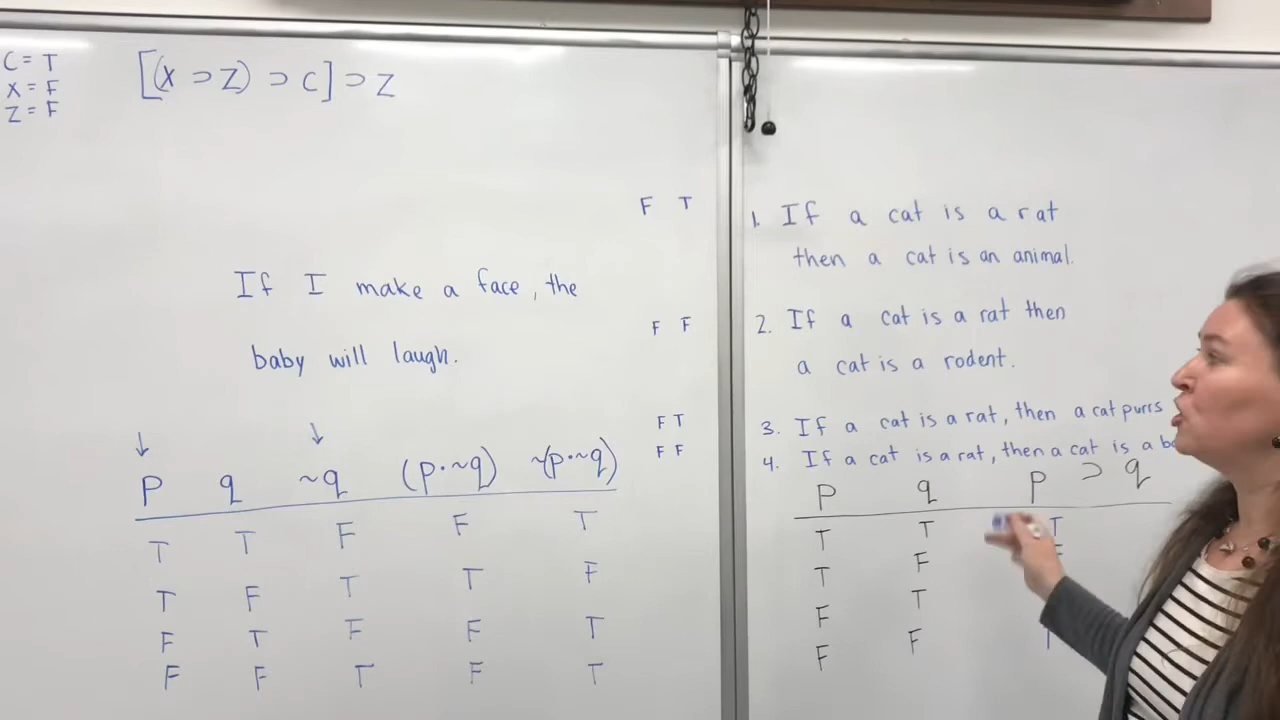 C = T
X = F
Z = F
[(X ⊃ Z) ⊃ C] ⊃ Z
If I make a face, the
baby will laugh.
p q ~q (p · ~q) ~(p · ~q)
T T F F T
T F T T F
F T F F T
F F T F T
F T
1. If a cat is a rat
then a cat is an animal.
F F
2. If a cat is a rat then
a cat is a rodent.
F T
3. If a cat is a rat, then a cat purrs
F F
4. If a cat is a rat, then a cat is a
p q p ⊃ q
T T T
T F F
F T
F F T